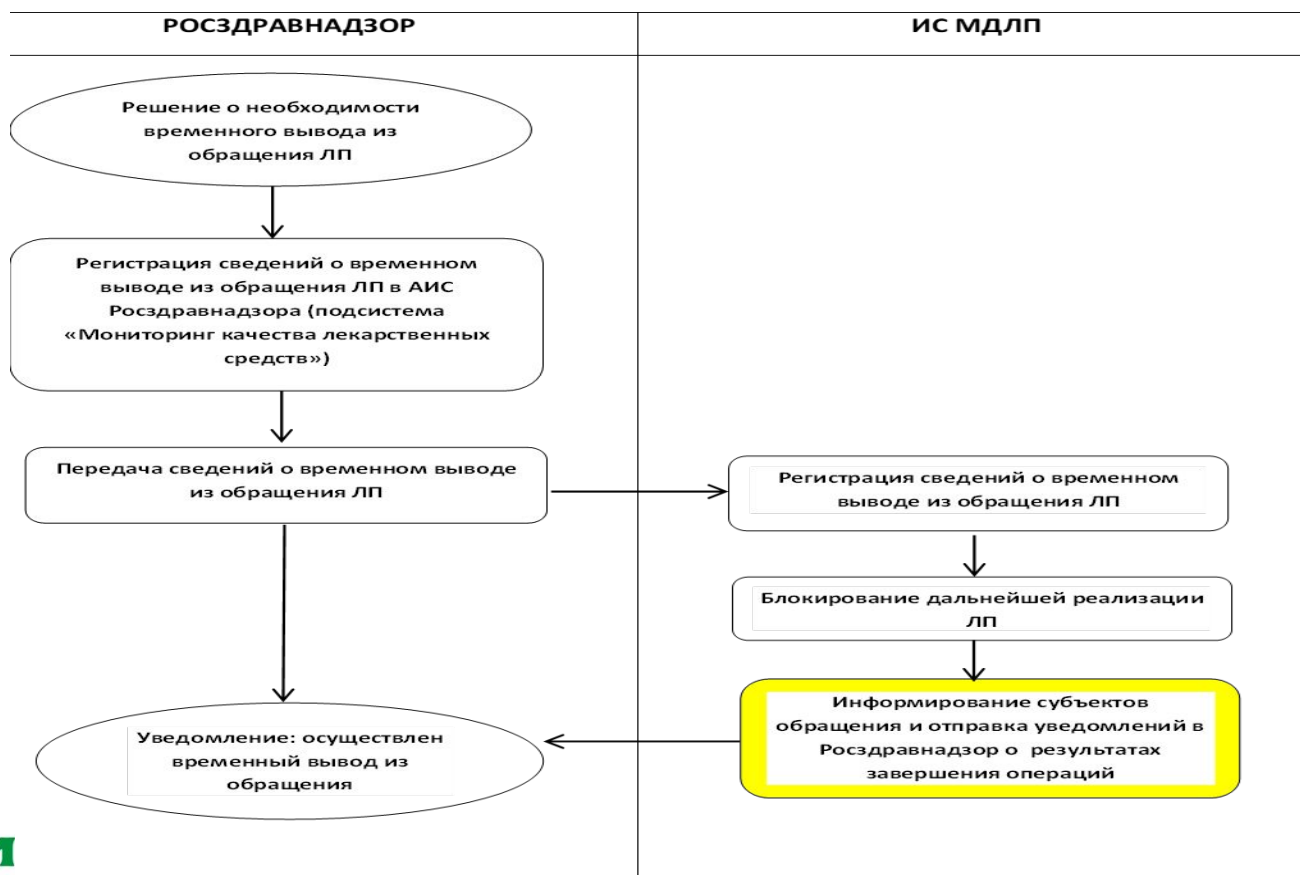 РОСЗДРАВНАДЗОР
ИС МДЛП
Решение о необходимости
временного вывода из
обращения ЛП
Регистрация сведений о временном
выводе из обращения ЛП в АИС
Росздравнадзора (подсистема
«Мониторинг качества лекарственных
средств»)
Передача сведений о временном выводе
из обращения ЛП
Регистрация сведений о временном
выводе из обращения ЛП
Блокирование дальнейшей реализации
ЛП
Информирование субъектов
обращения и отправка уведомлений в
Росздравнадзор о результатах
завершения операций
Уведомление: осуществлен
временный вывод из
обращения